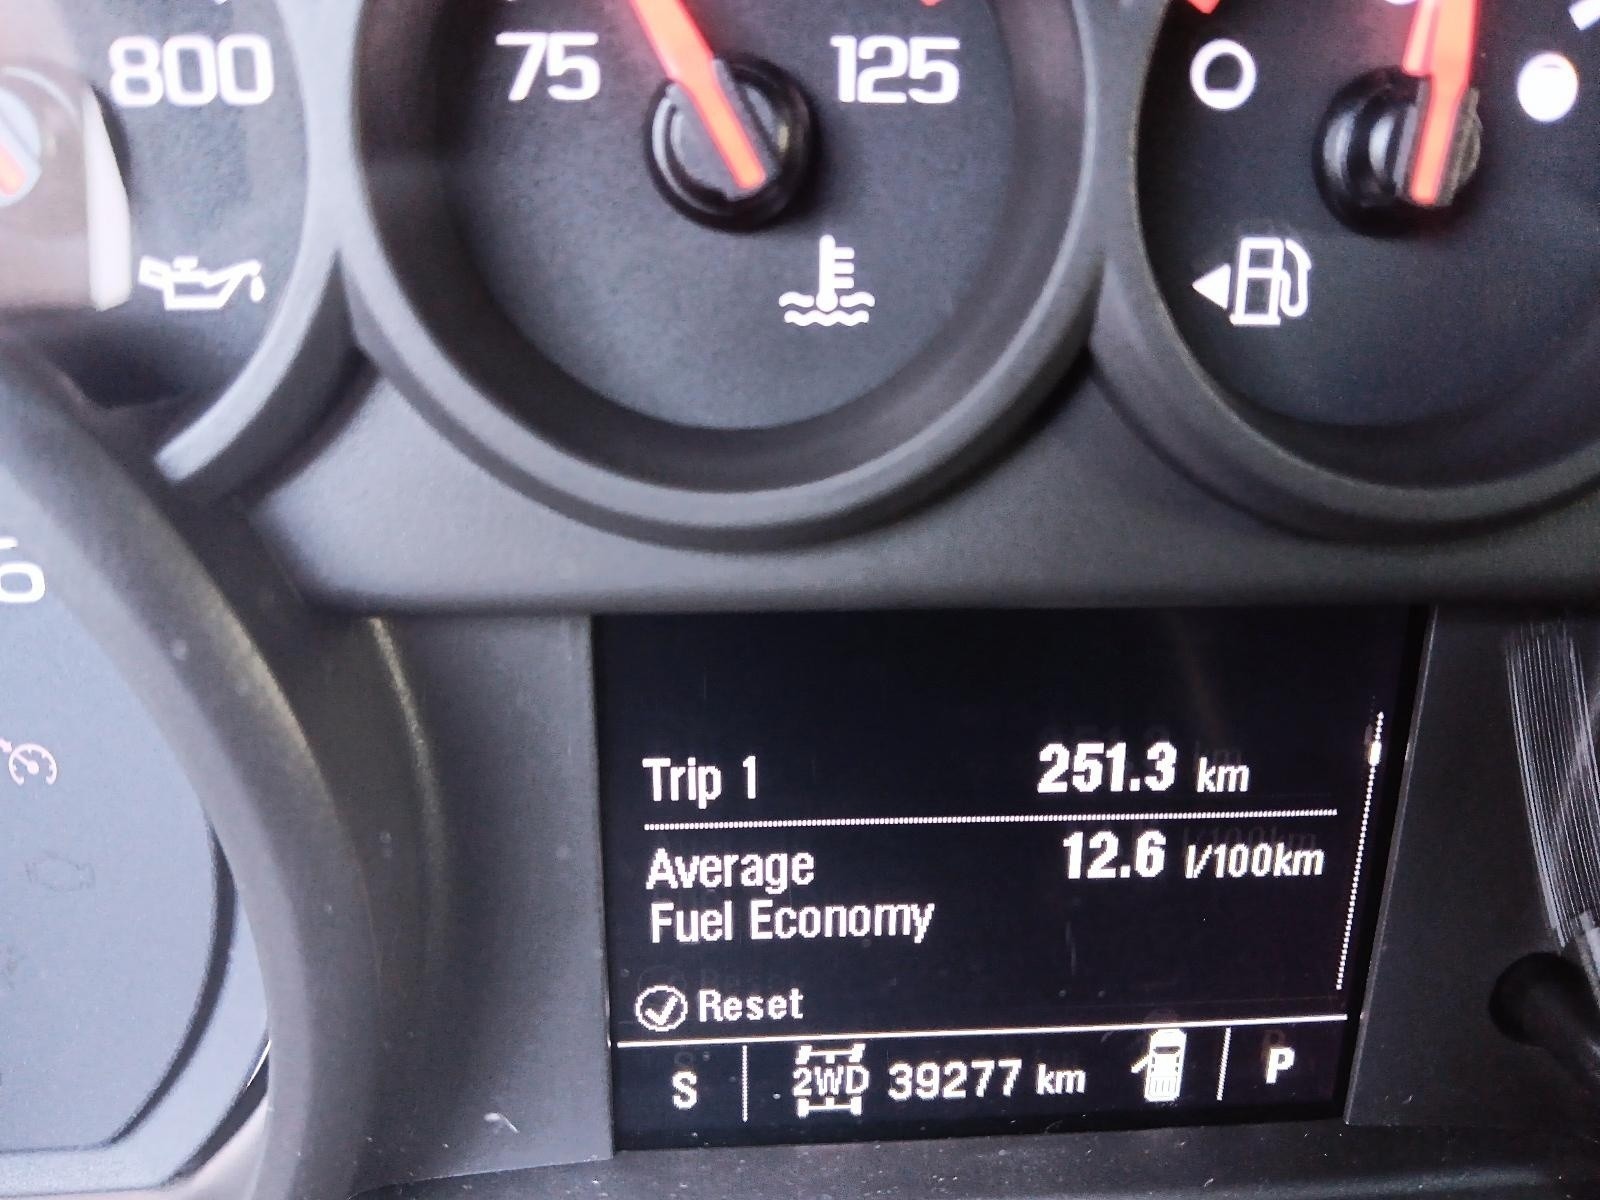 800
75 125
Trip 1 251.3 km
Average 12.6 l/100km
Fuel Economy
Reset
S 2WD 39277 km P